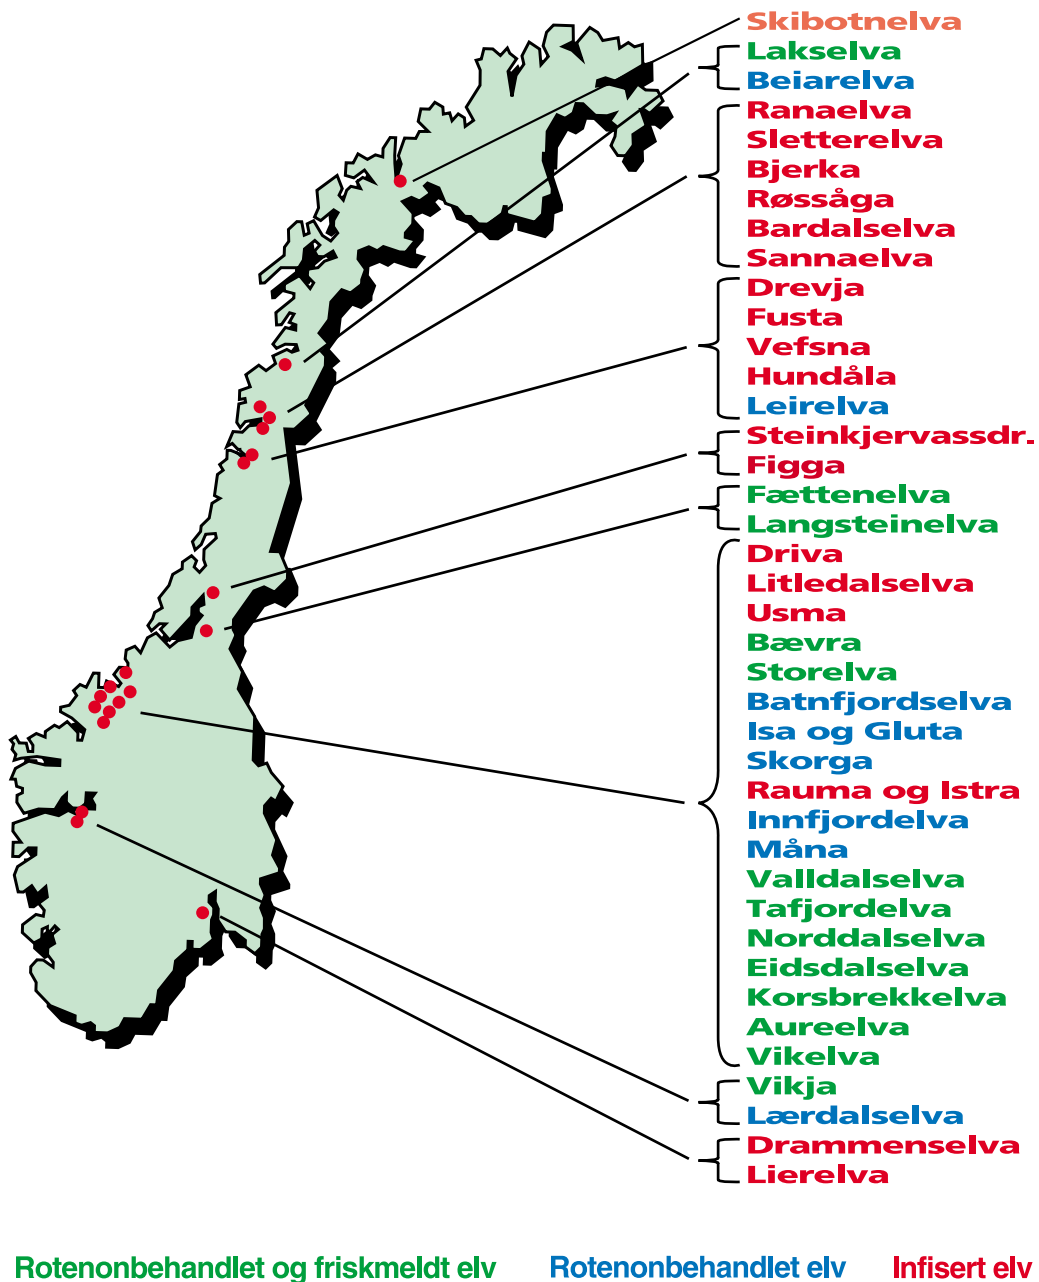 Skibotnelva
Lakselva
Beiarelva
Ranaelva
Sletterelva
Bjerka
Røssåga
Bardalselva
Sannaelva
Drevja
Fusta
Vefsna
Hundåla
Leirelva
Steinkjervassdr.
Figga
Fættenelva
Langsteinelva
Driva
Litledalselva
Usma
Bævra
Storelva
Batnfjordselva
Isa og Gluta
Skorga
Rauma og Istra
Innfjordelva
Måna
Valldalselva
Tafjordelva
Norddalselva
Eidsdalselva
Korsbrekkelva
Aureelva
Vikelva
Vikja
Lærdalselva
Drammenselva
Lierelva
Rotenonbehandlet og friskmeldt elv Rotenonbehandlet elv Infisert elv